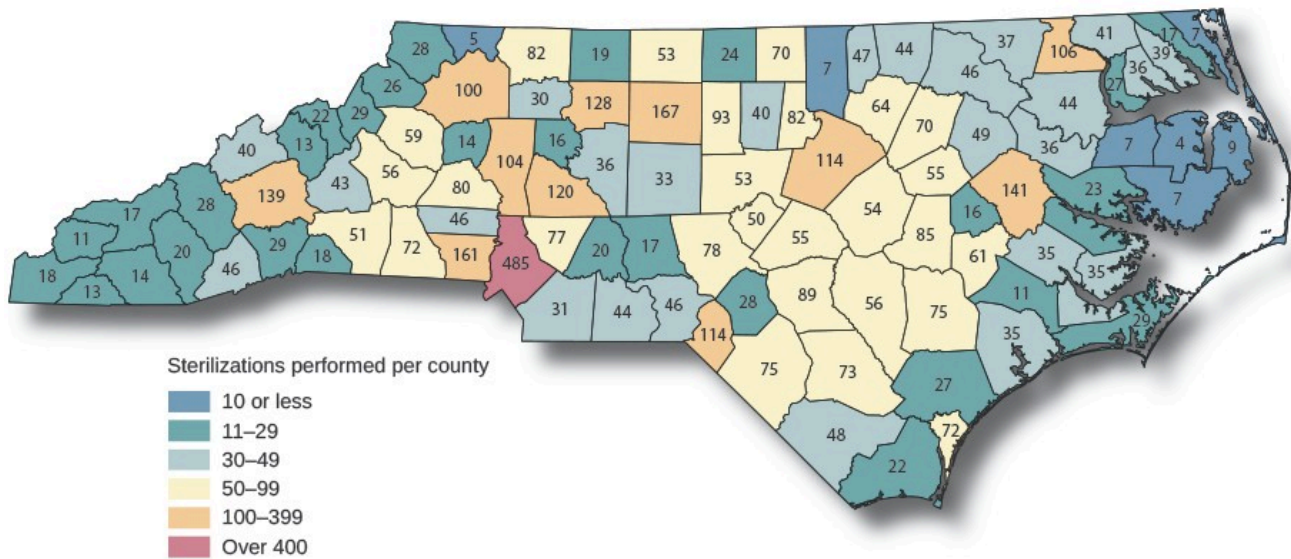 28 5 82 19 53 24 70 7 47 44 37 106 41 17 7
26 100 30 128 167 93 40 82 64 70 46 44 27 36 39
40 13 22 29 59 14 104 16 36 33 53 114 55 49 36 7 4 9
17 28 139 43 56 80 120 50 54 16 141 23 7
11 20 29 51 72 46 77 20 17 78 55 85 61 35 35
18 13 14 46 18 161 485 31 44 46 28 89 56 75 11 29
114 75 73 27 35
48 22 72
Sterilizations performed per county
10 or less
11–29
30–49
50–99
100–399
Over 400